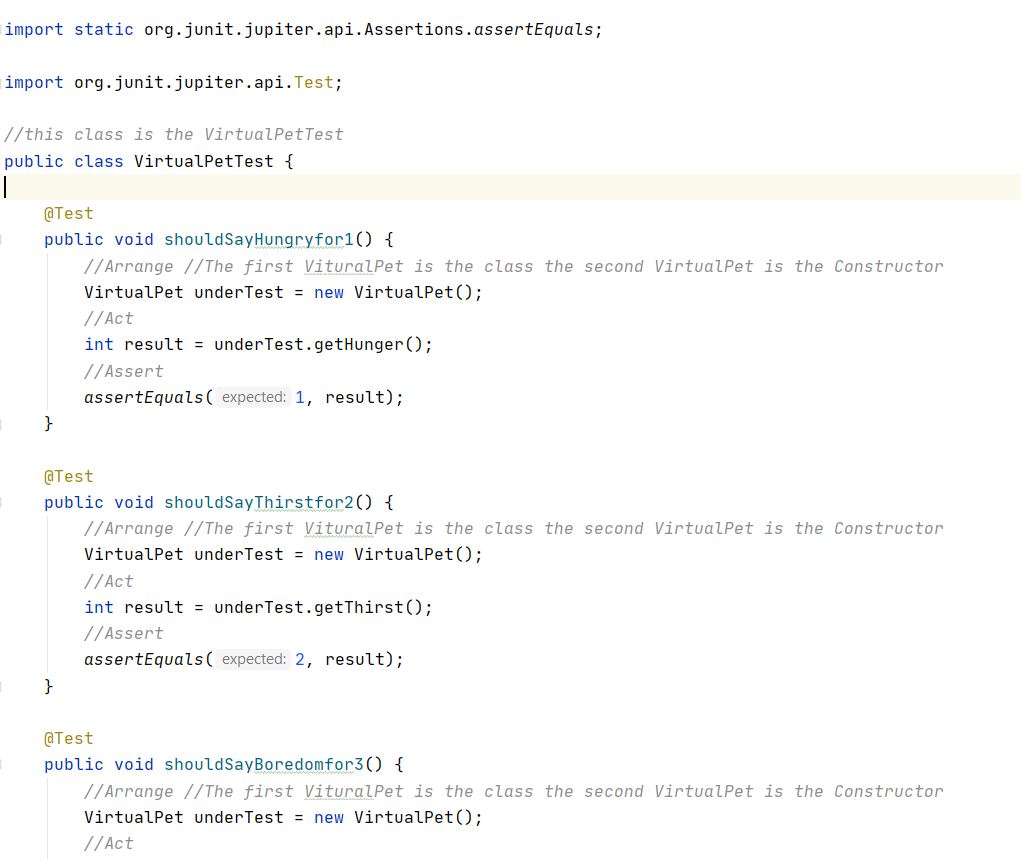 import static org.junit.jupiter.api.Assertions.assertEquals;
import org.junit.jupiter.api.Test;
//this class is the VirtualPetTest
public class VirtualPetTest {
@Test
public void shouldSayHungryfor1() {
//Arrange //The first VituralPet is the class the second VirtualPet is the Constructor
VirtualPet underTest = new VirtualPet();
//Act
int result = underTest.getHunger();
//Assert
assertEquals( expected: 1, result);
}
@Test
public void shouldSayThirstfor2() {
//Arrange //The first VituralPet is the class the second VirtualPet is the Constructor
VirtualPet underTest = new VirtualPet();
//Act
int result = underTest.getThirst();
//Assert
assertEquals( expected: 2, result);
}
@Test
public void shouldSayBoredomfor3() {
//Arrange //The first VituralPet is the class the second VirtualPet is the Constructor
VirtualPet underTest = new VirtualPet();
//Act